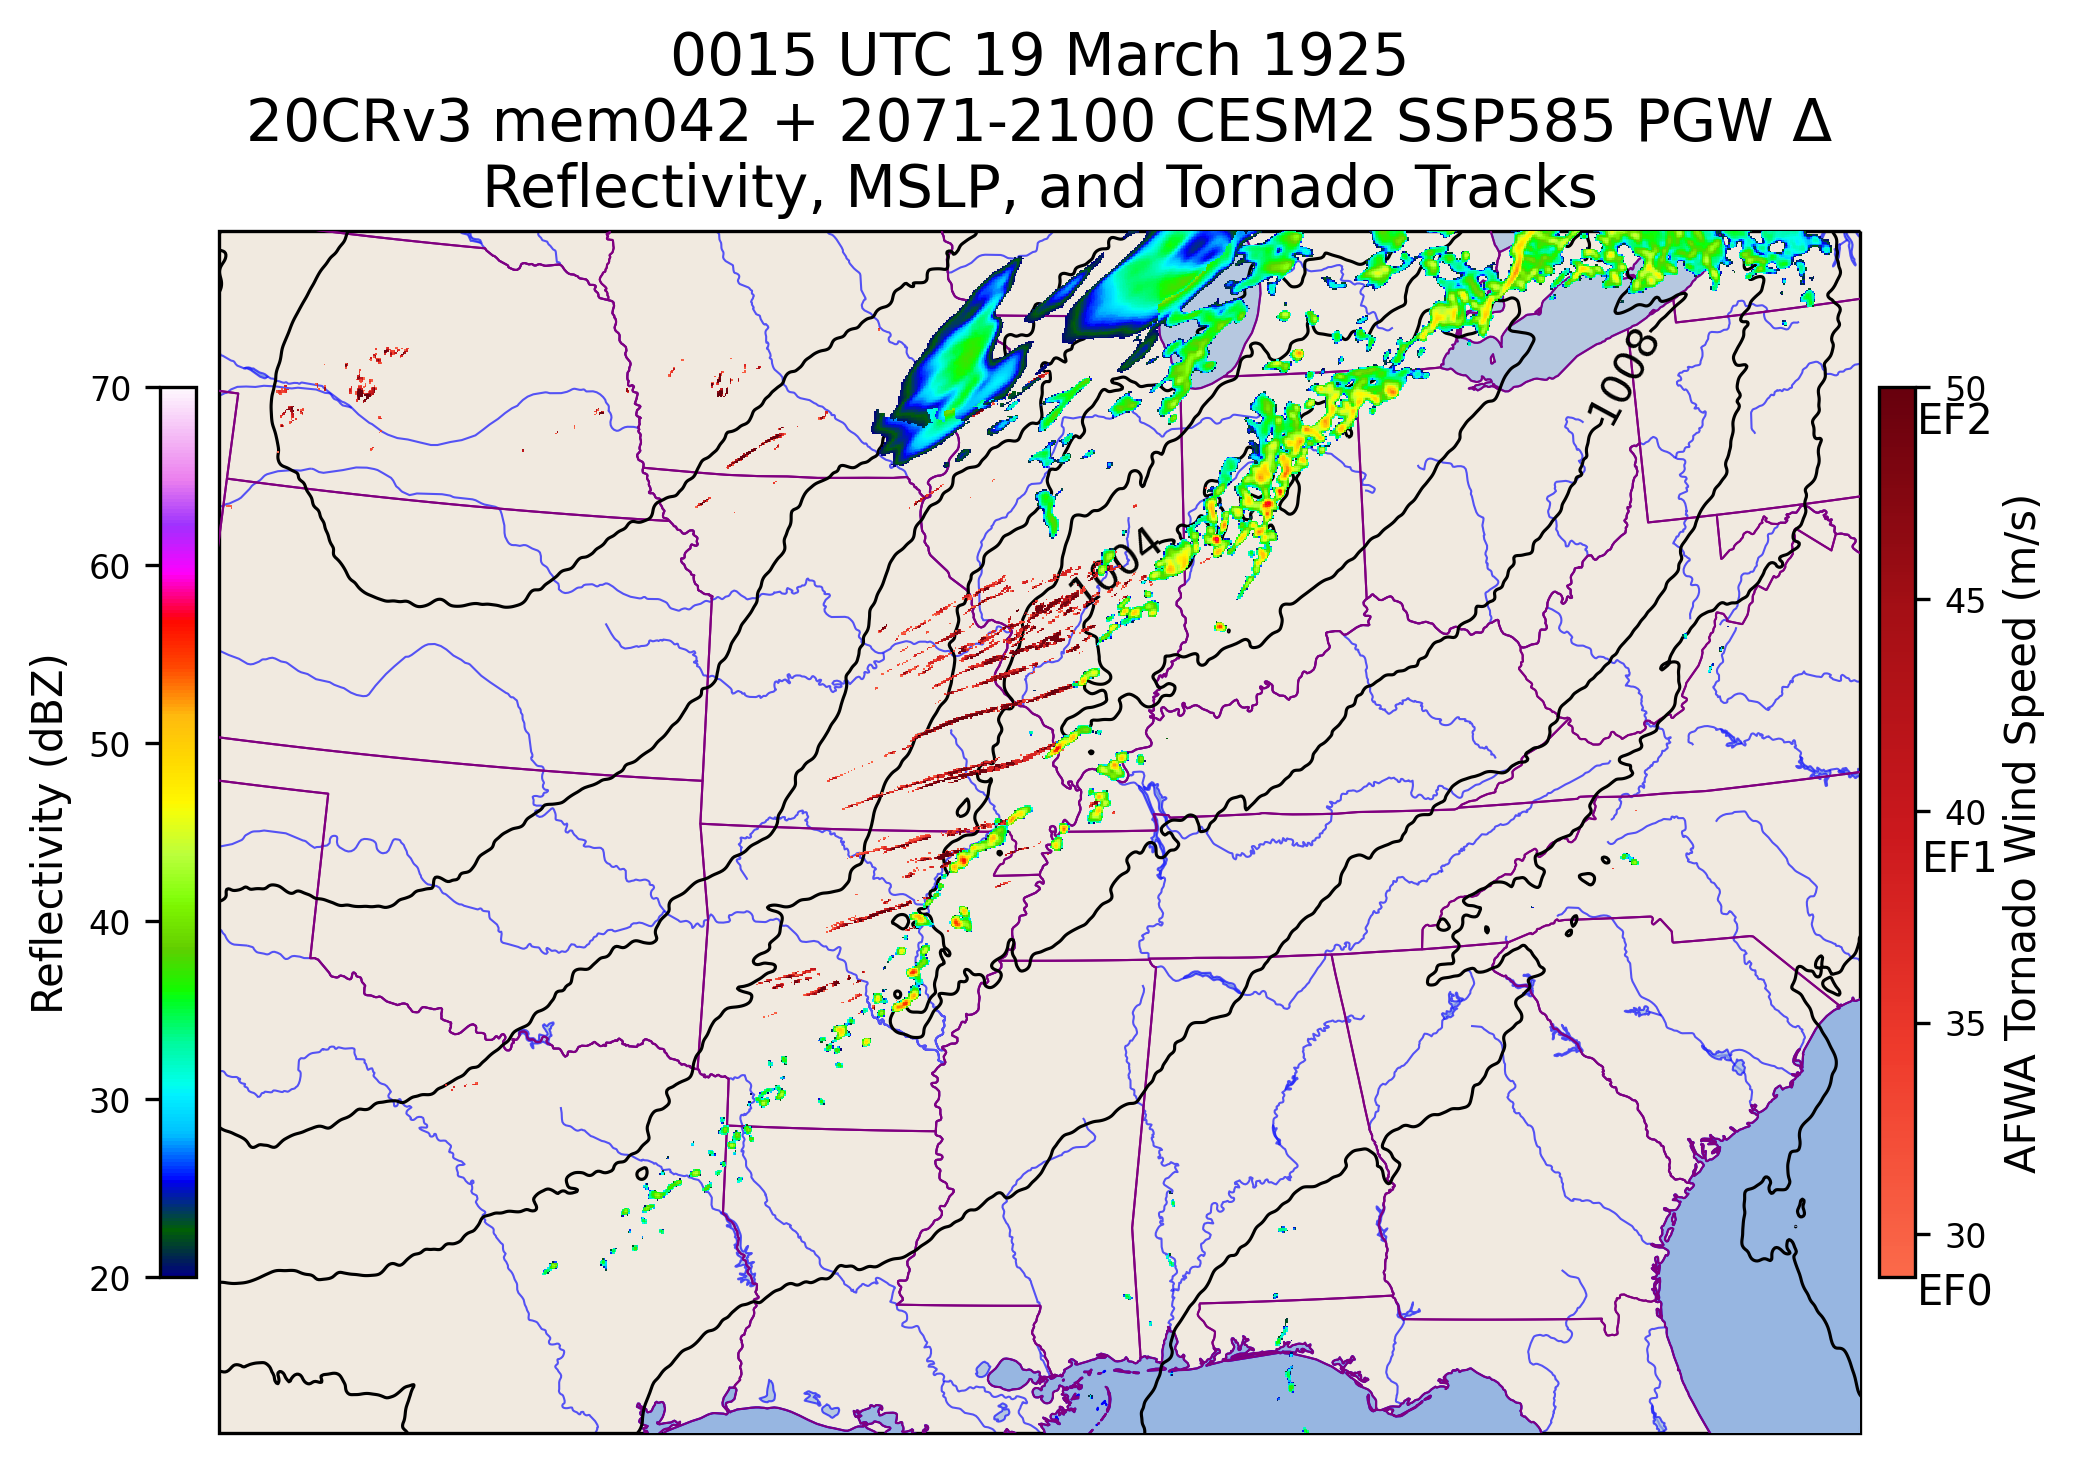 0015 UTC 19 March 1925
20CRv3 mem042 + 2071-2100 CESM2 SSP585 PGW Δ
Reflectivity, MSLP, and Tornado Tracks
Reflectivity (dBZ)
70
60
50
40
30
20
1008
1004
50
EF2
45
40
EF1
35
30
EF0
AFWA Tornado Wind Speed (m/s)